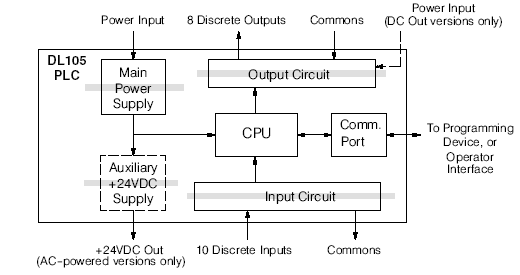 Power Input
8 Discrete Outputs
Commons
Power Input
(DC Out versions only)
DL105
PLC
Main
Power
Supply
Output Circuit
CPU
Comm.
Port
To Programming
Device, or
Operator
Interface
Auxiliary
+24VDC
Supply
Input Circuit
+24VDC Out
(AC-powered versions only)
10 Discrete Inputs
Commons